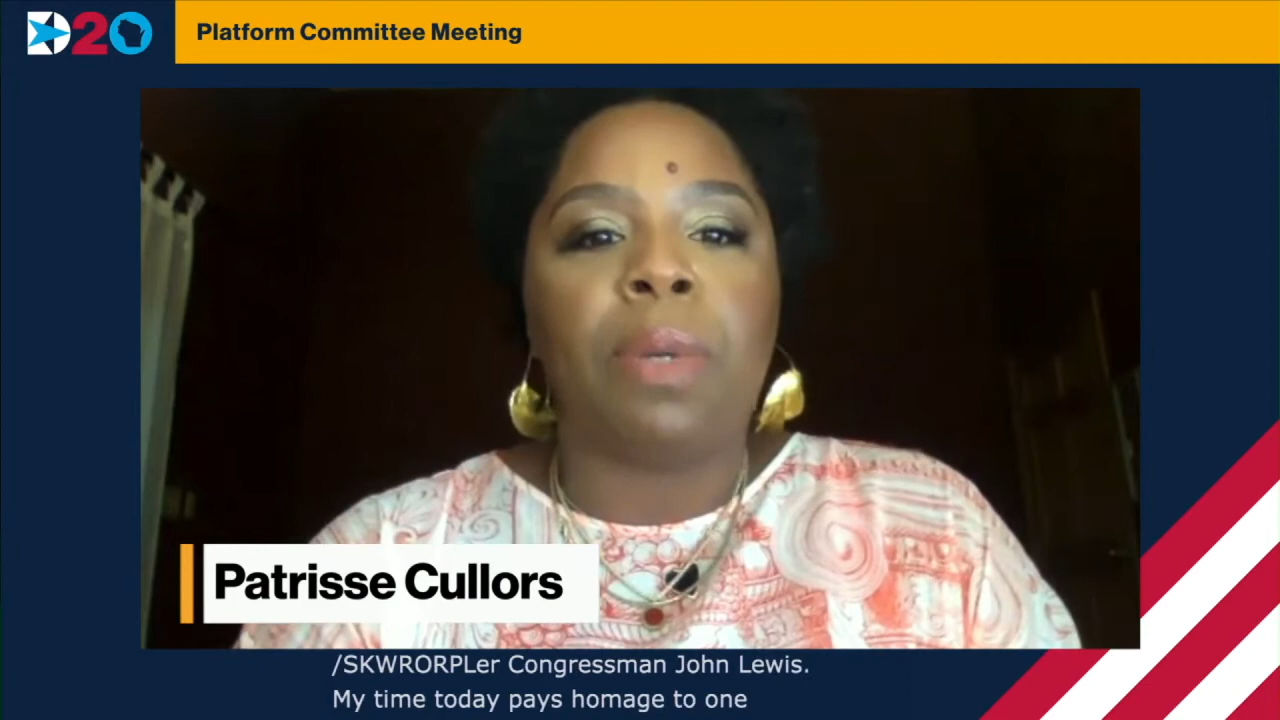 D20
Platform Committee Meeting
Patrisse Cullors
/SKWRORPLer Congressman John Lewis.
My time today pays homage to one